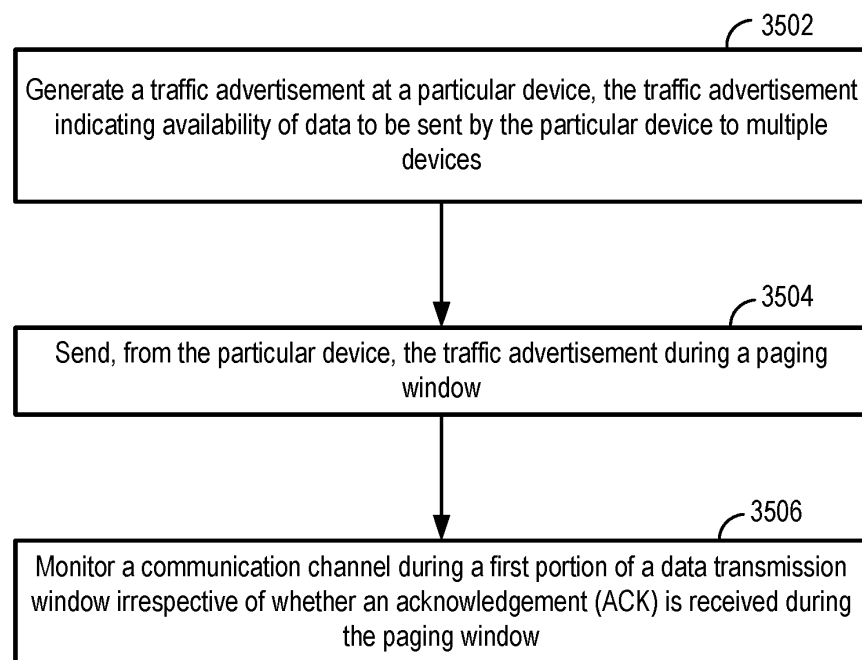 3502
Generate a traffic advertisement at a particular device, the traffic advertisement
indicating availability of data to be sent by the particular device to multiple
devices
3504
Send, from the particular device, the traffic advertisement during a paging
window
3506
Monitor a communication channel during a first portion of a data transmission
window irrespective of whether an acknowledgement (ACK) is received during
the paging window